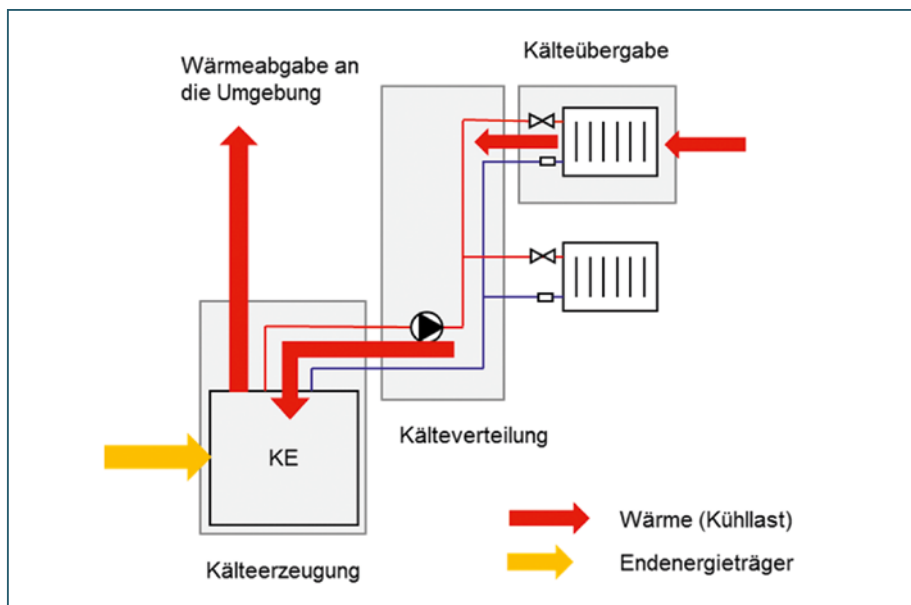 Wärmeabgabe an
die Umgebung
Kälteübergabe
Kälteverteilung
KE
Kälteerzeugung
Wärme (Kühllast)
Endenergieträger